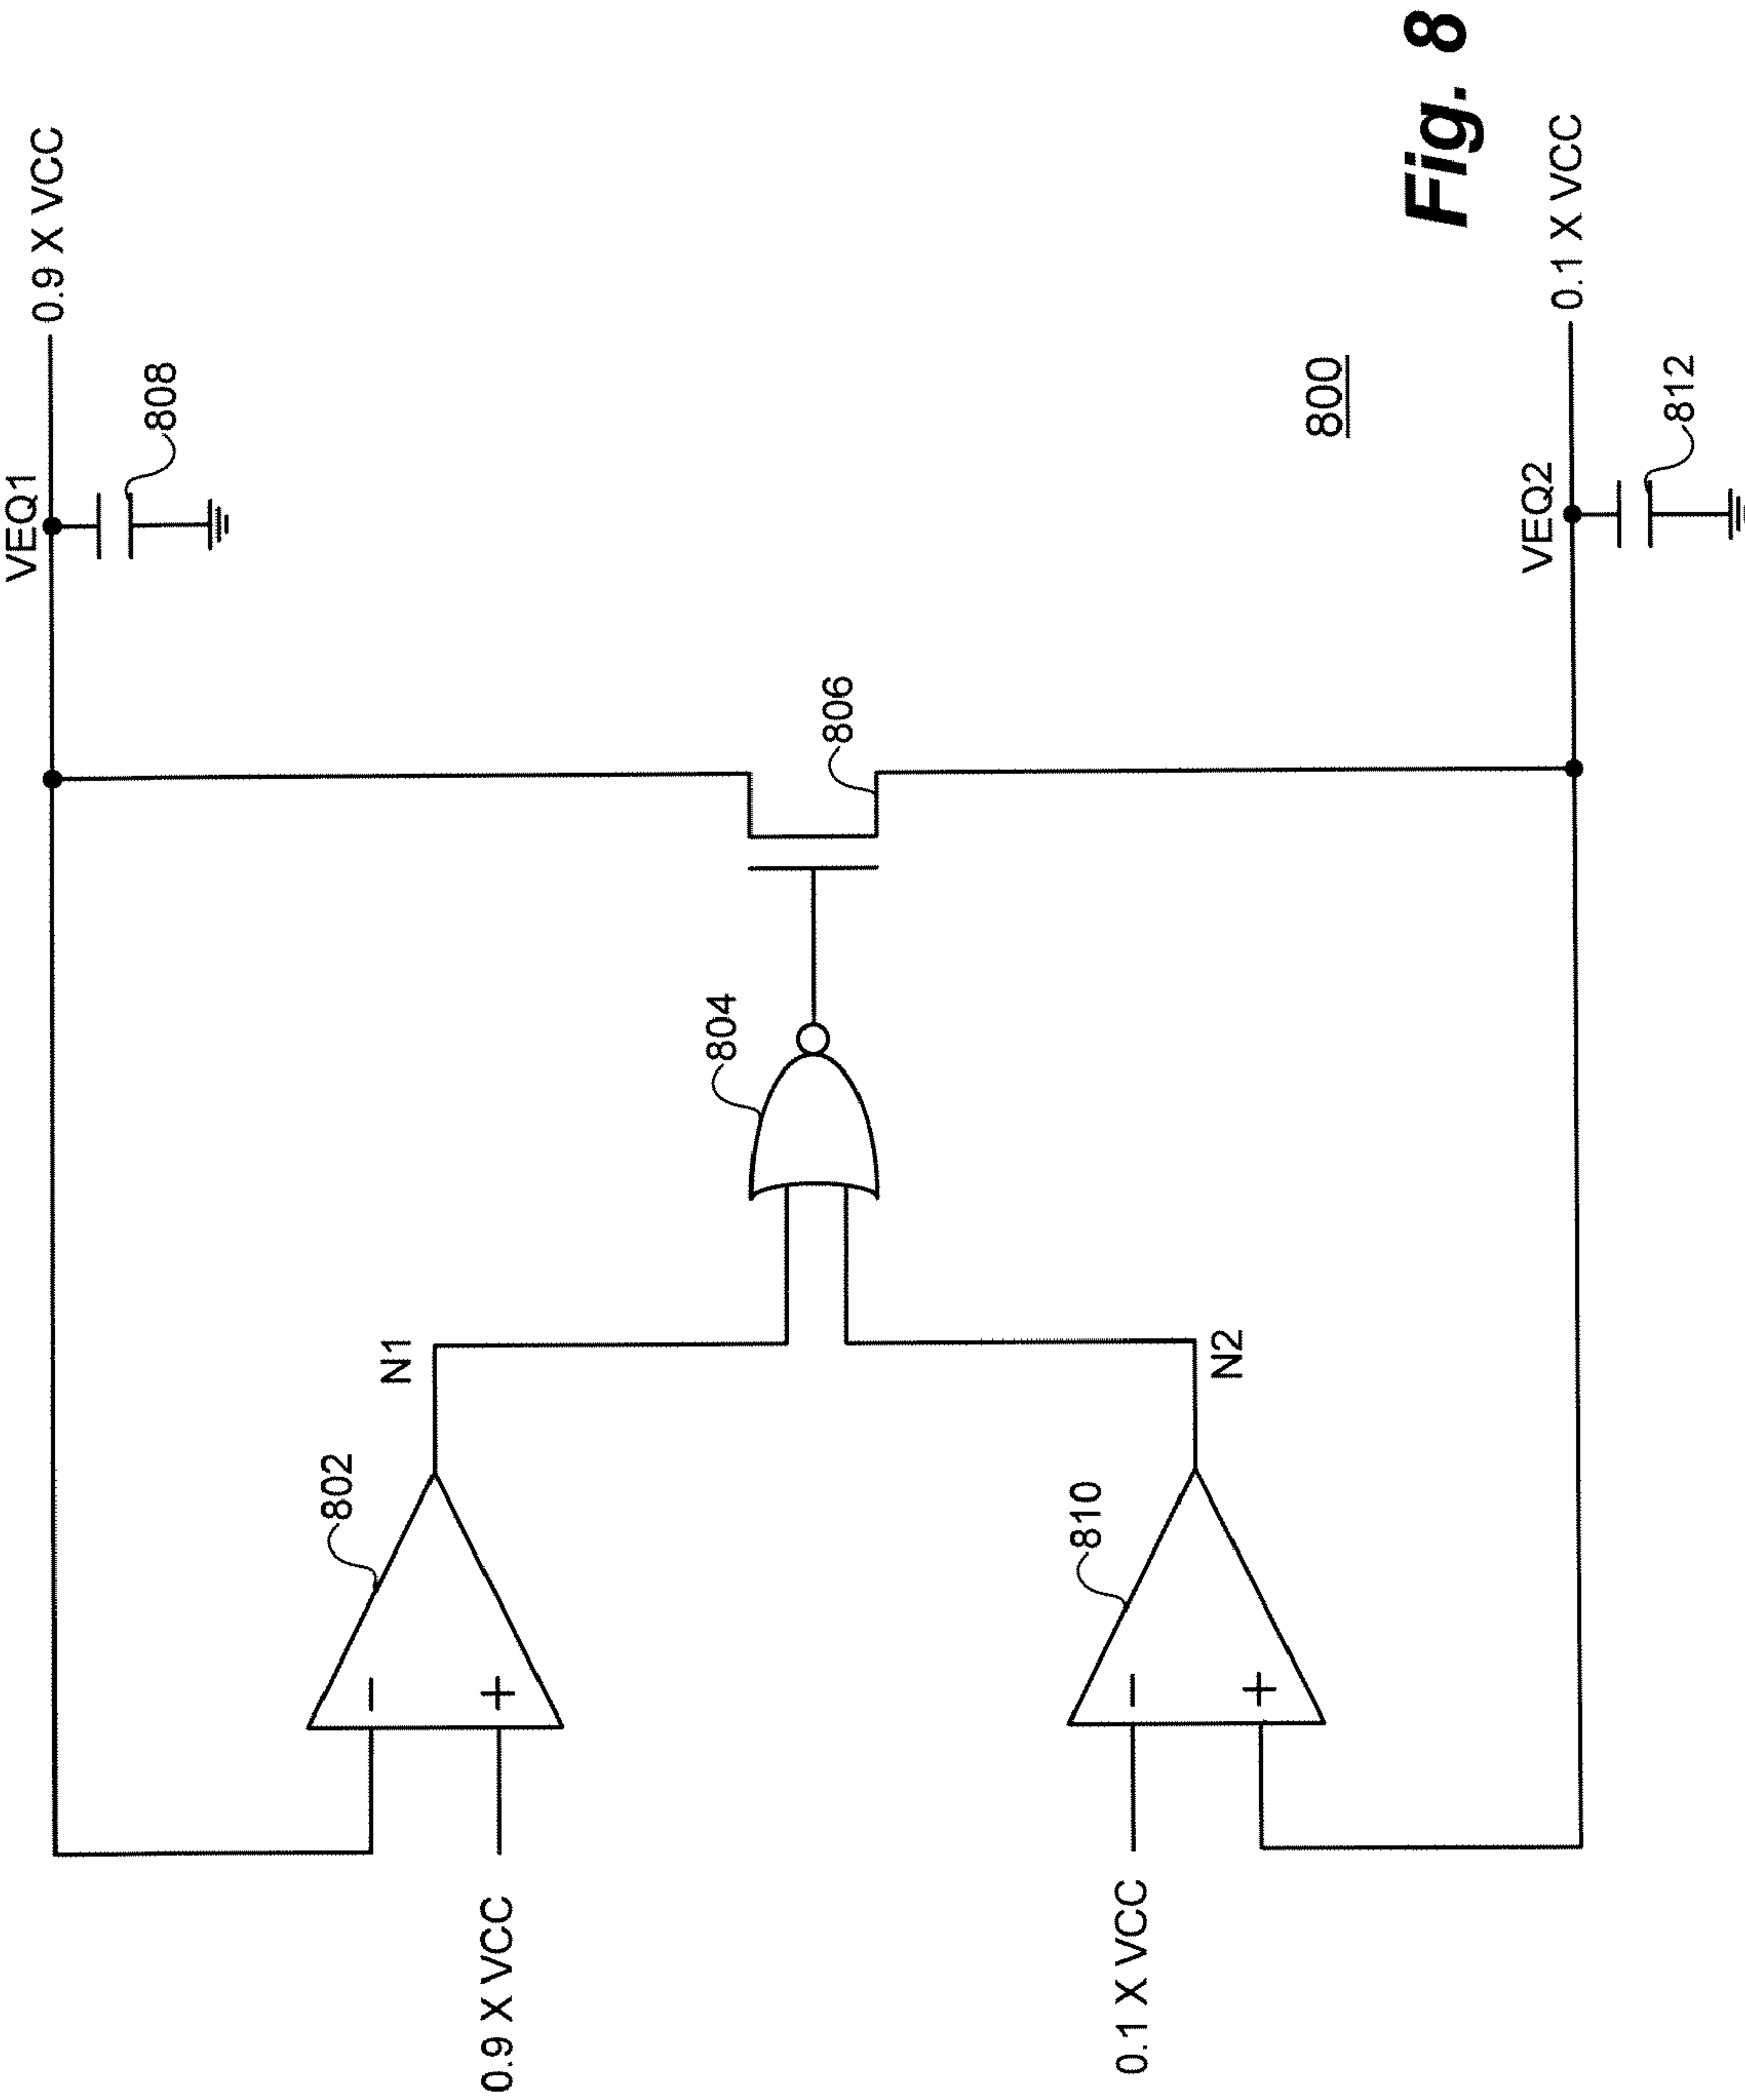 VEQ1
0.9 X VCC
808
802
N1
0.9 X VCC
804
806
800
810
N2
0.1 X VCC
VEQ2
0.1 X VCC
812
Fig. 8
−
+
−
+